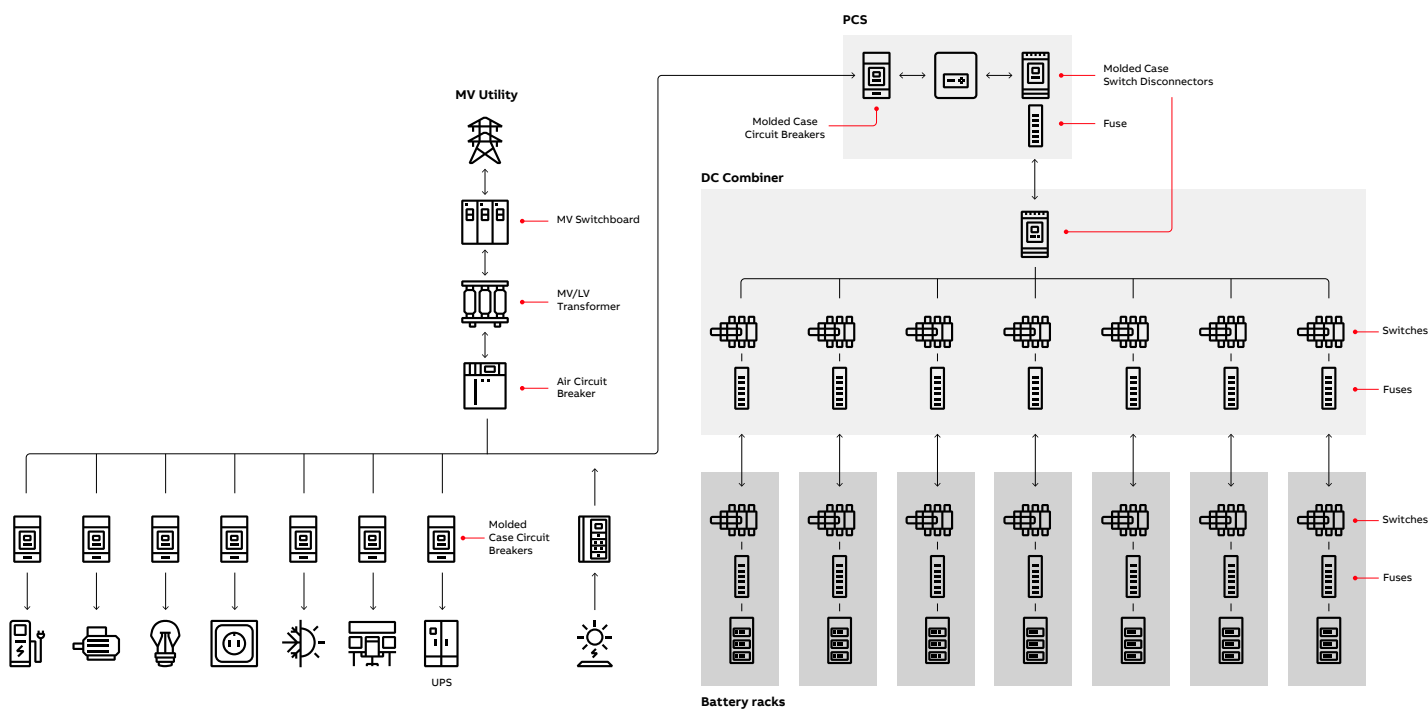 PCS
Molded Case
Switch Disconnectors
MV Utility
Molded Case
Circuit Breakers
Fuse
DC Combiner
MV Switchboard
MV/LV
Transformer
Switches
Air Circuit
Breaker
Fuses
Molded
Case Circuit
Breakers
Switches
Fuses
UPS
Battery racks